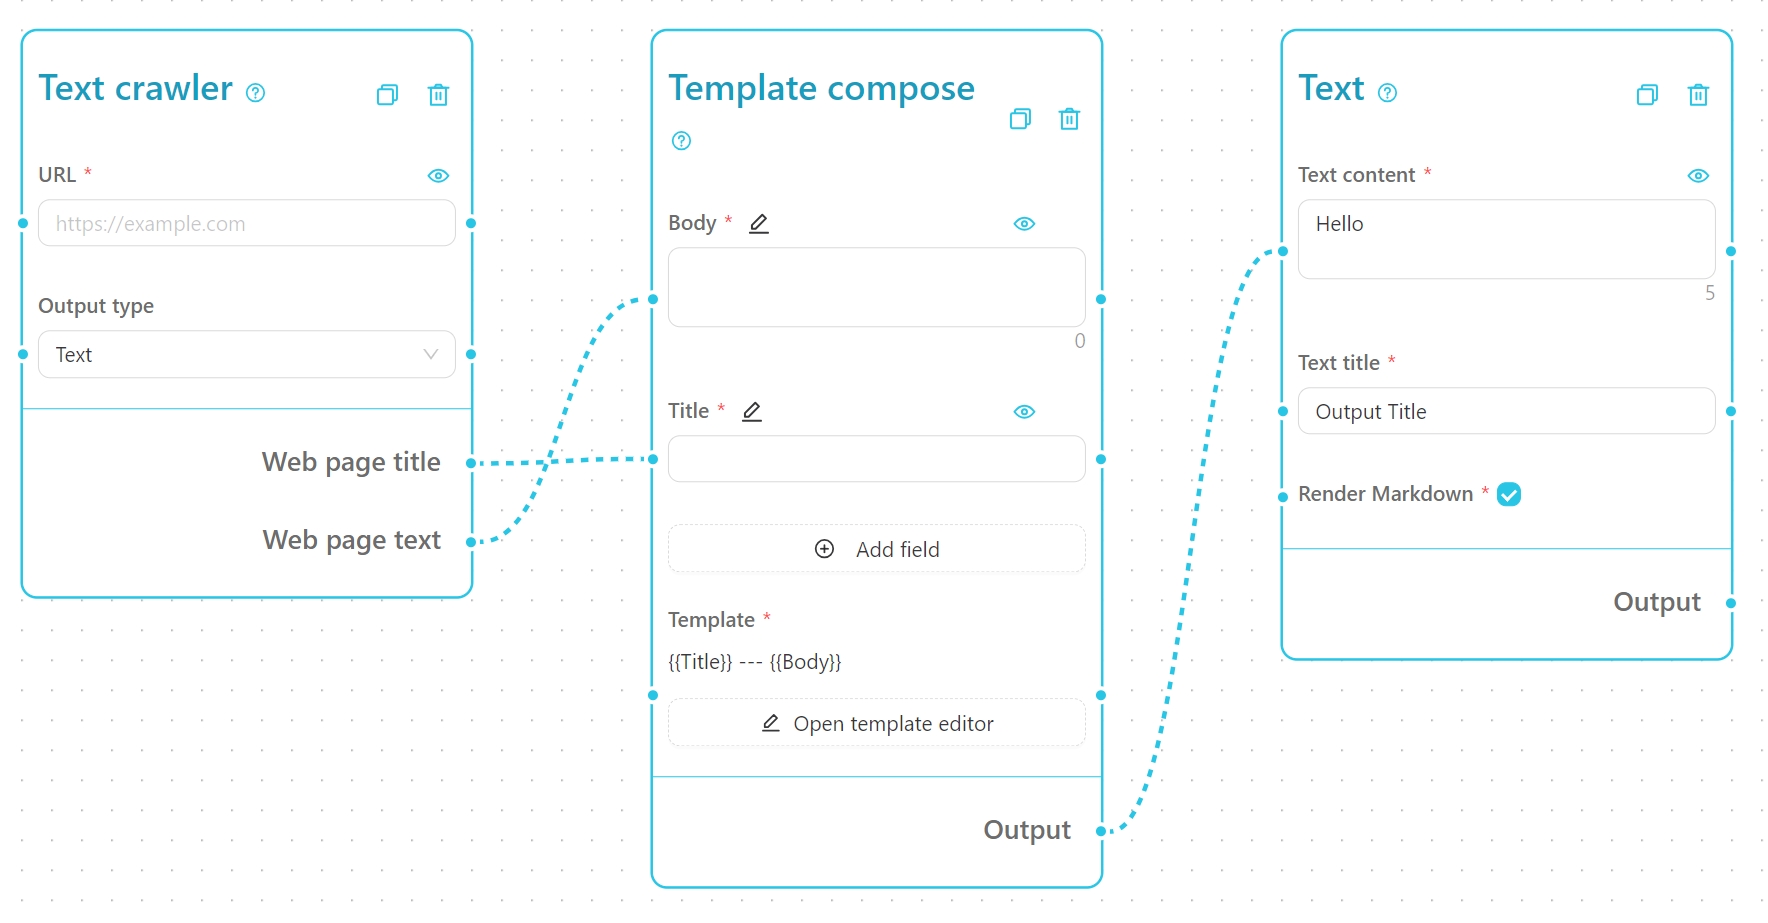 Text crawler
URL *
https://example.com
Output type
Text
Web page title
Web page text
Template compose
Body *
0
Title *
Add field
Template *
{{Title}} --- {{Body}}
Open template editor
Output
Text
Text content *
Hello
5
Text title *
Output Title
Render Markdown *
Output